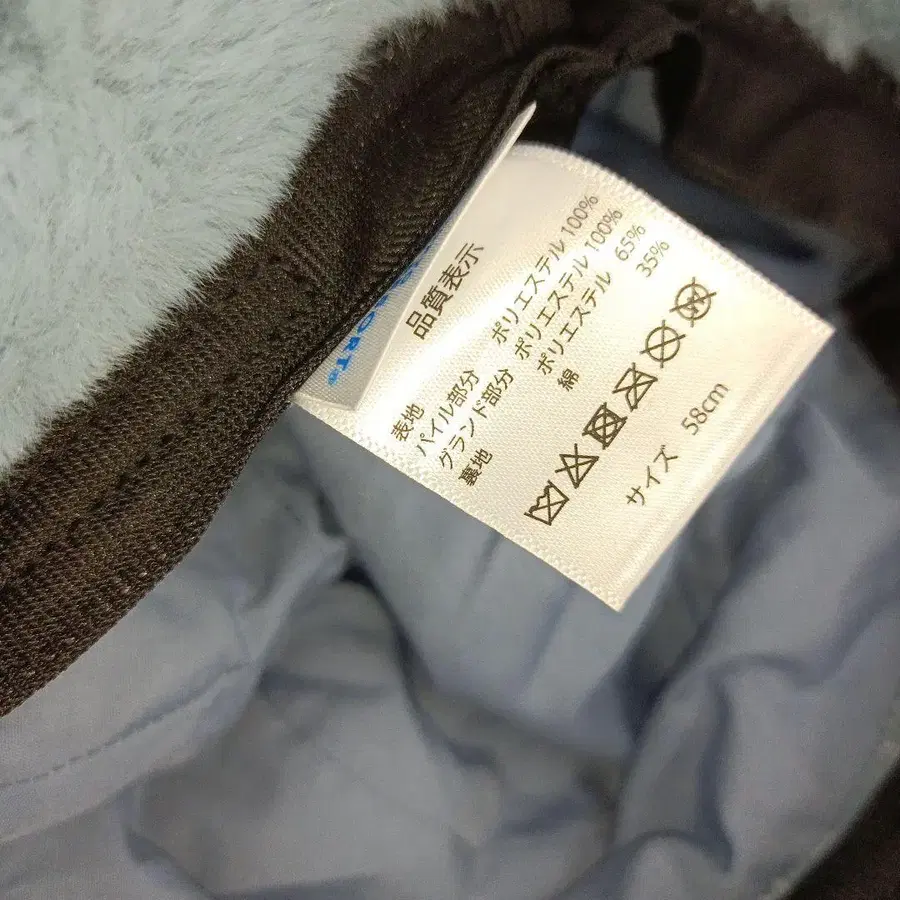 品質表示
表地
パイル部分 ポリエステル 100%
グランド部分 ポリエステル 100%
裏地 ポリエステル 65%
綿 35%
サイズ 58cm